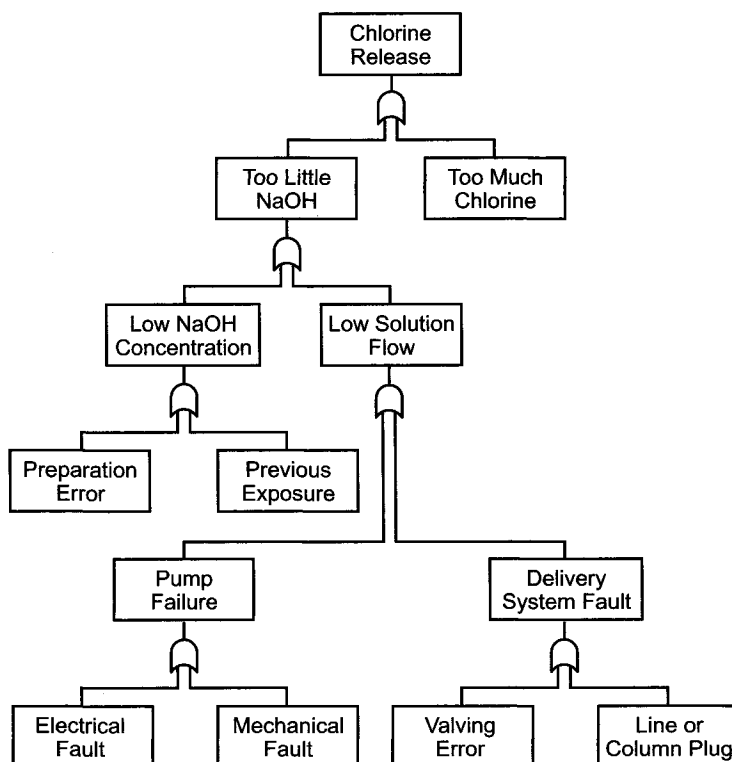 Chlorine
Release
Too Little
NaOH
Too Much
Chlorine
Low NaOH
Concentration
Low Solution
Flow
Preparation
Error
Previous
Exposure
Pump
Failure
Delivery
System Fault
Electrical
Fault
Mechanical
Fault
Valving
Error
Line or
Column Plug